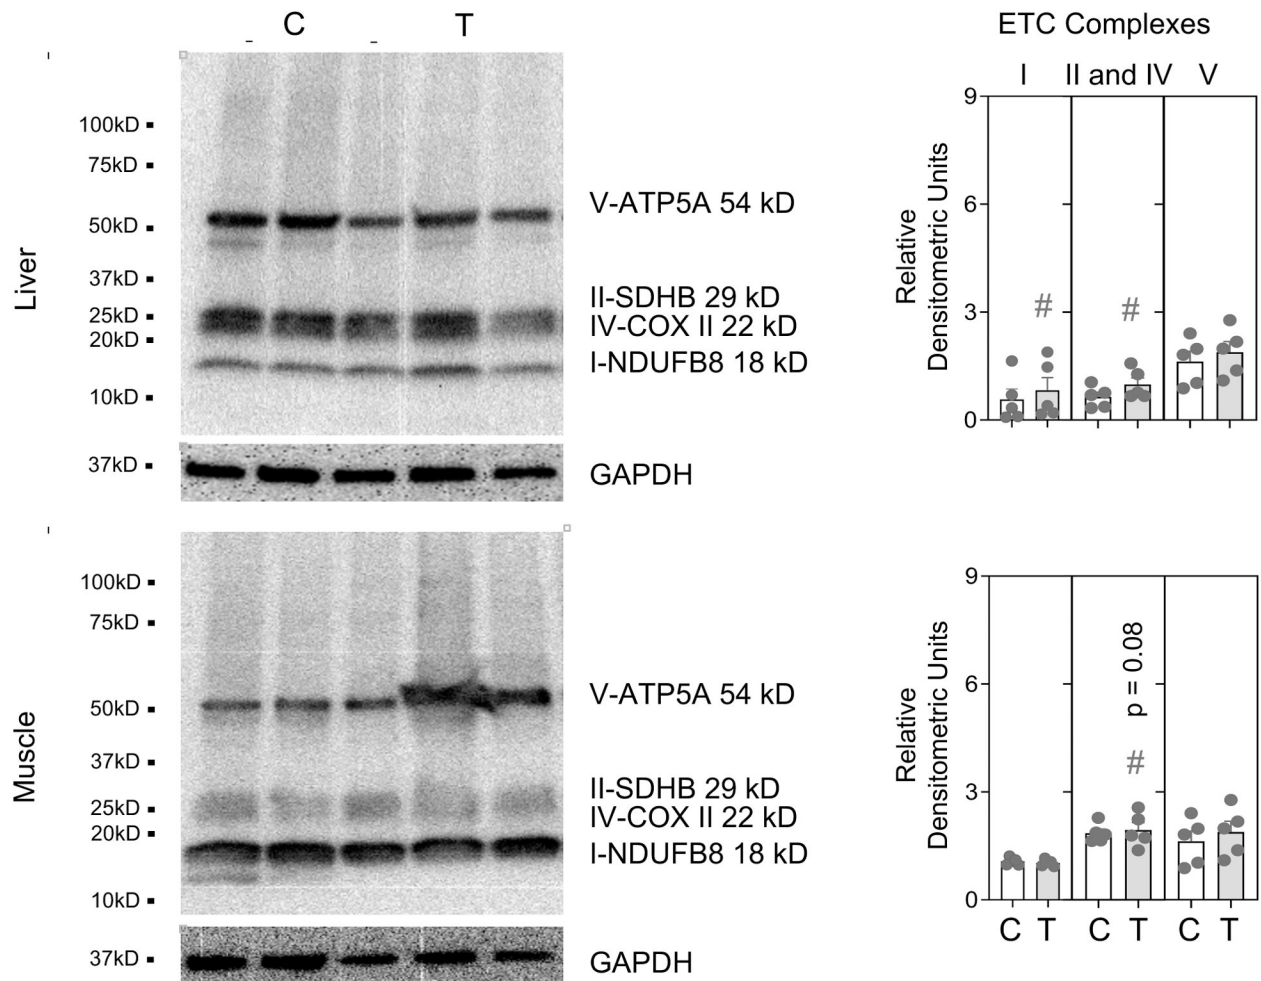 C T
Liver
100kD
75kD
50kD
37kD
25kD
20kD
10kD
V-ATP5A 54 kD
II-SDHB 29 kD
IV-COX II 22 kD
I-NDUFB8 18 kD
37kD
GAPDH
ETC Complexes
I II and IV V
Relative
Densitometric Units
9
6
3
0
#
#
Muscle
100kD
75kD
50kD
37kD
25kD
20kD
10kD
V-ATP5A 54 kD
II-SDHB 29 kD
IV-COX II 22 kD
I-NDUFB8 18 kD
37kD
GAPDH
Relative
Densitometric Units
9
6
3
0
p = 0.08
#
C T C T C T